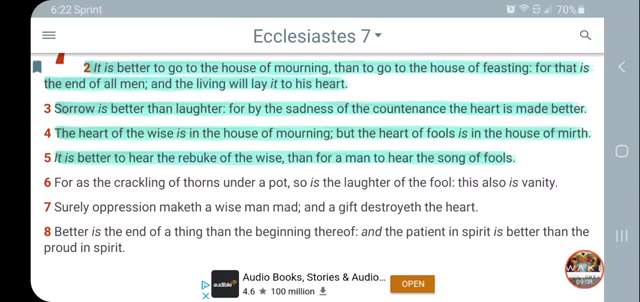 6:22 Sprint
70%
Ecclesiastes 7
2 It is better to go to the house of mourning, than to go to the house of feasting: for that is
the end of all men; and the living will lay it to his heart.
3 Sorrow is better than laughter: for by the sadness of the countenance the heart is made better.
4 The heart of the wise is in the house of mourning; but the heart of fools is in the house of mirth.
5 It is better to hear the rebuke of the wise, than for a man to hear the song of fools.
6 For as the crackling of thorns under a pot, so is the laughter of the fool: this also is vanity.
7 Surely oppression maketh a wise man mad; and a gift destroyeth the heart.
8 Better is the end of a thing than the beginning thereof: and the patient in spirit is better than the
proud in spirit.
audible
Audio Books, Stories & Audio...
4.6 ★ 100 million
OPEN
WAKE
09:08